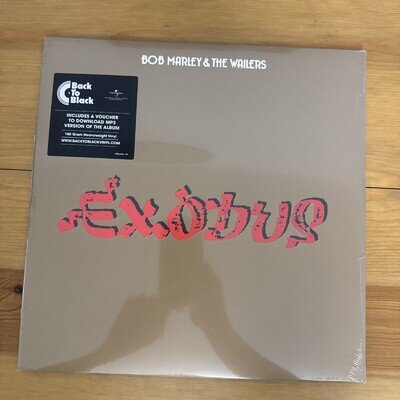 BOB MARLEY & THE WAILERS
Back
To
Black
INCLUDES A VOUCHER
TO DOWNLOAD MP3
VERSION OF THE ALBUM
180 Gram Heavyweight Vinyl
WWW.BACKTOBLACKVINYL.COM
Exodus